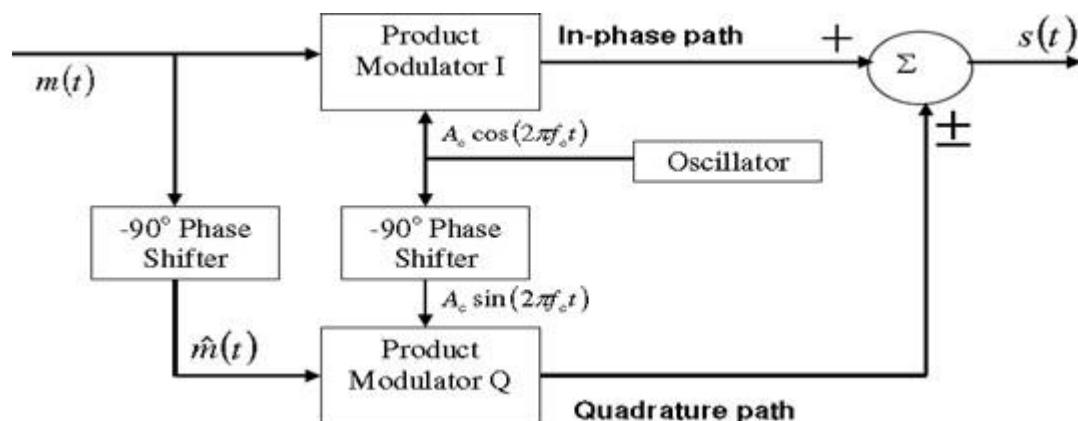 Product
Modulator I
In-phase path
+
s(t)
m(t)
Σ
±
A_c cos(2πf_c t)
Oscillator
-90° Phase
Shifter
-90° Phase
Shifter
A_c sin(2πf_c t)
m̂(t)
Product
Modulator Q
Quadrature path